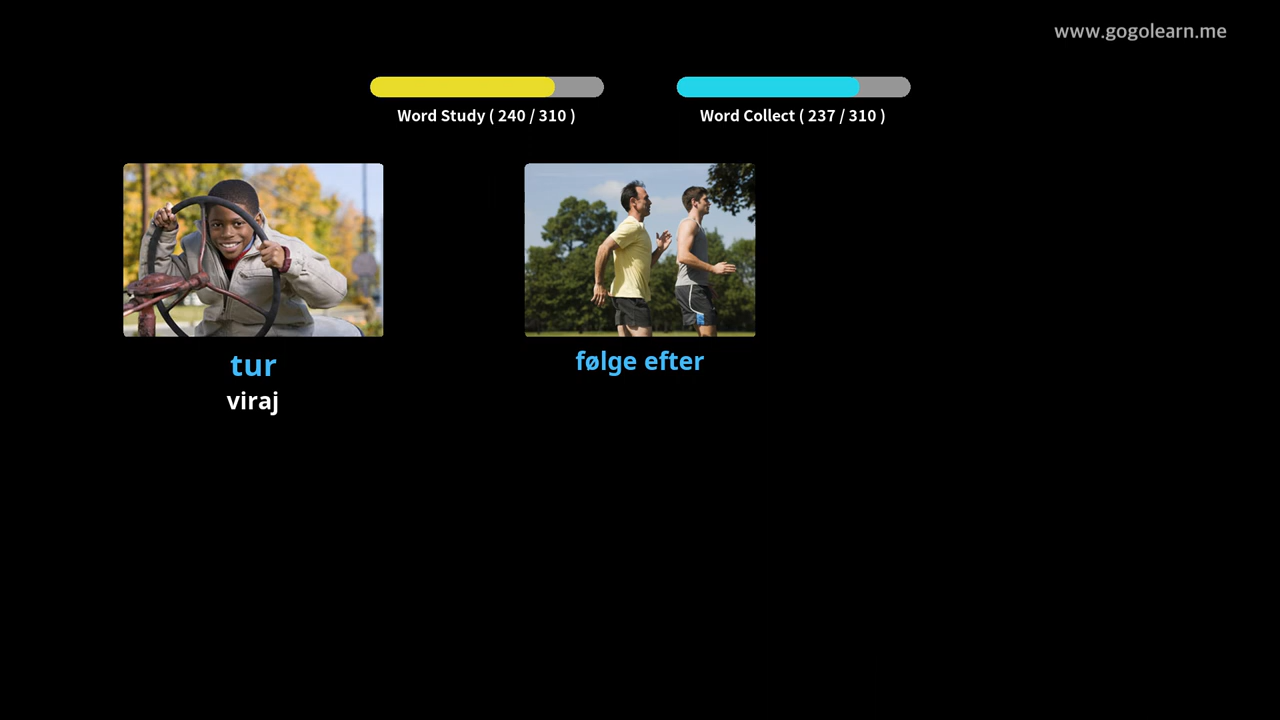 www.gogolearn.me
Word Study ( 240 / 310 )
Word Collect ( 237 / 310 )
tur
viraj
følge efter